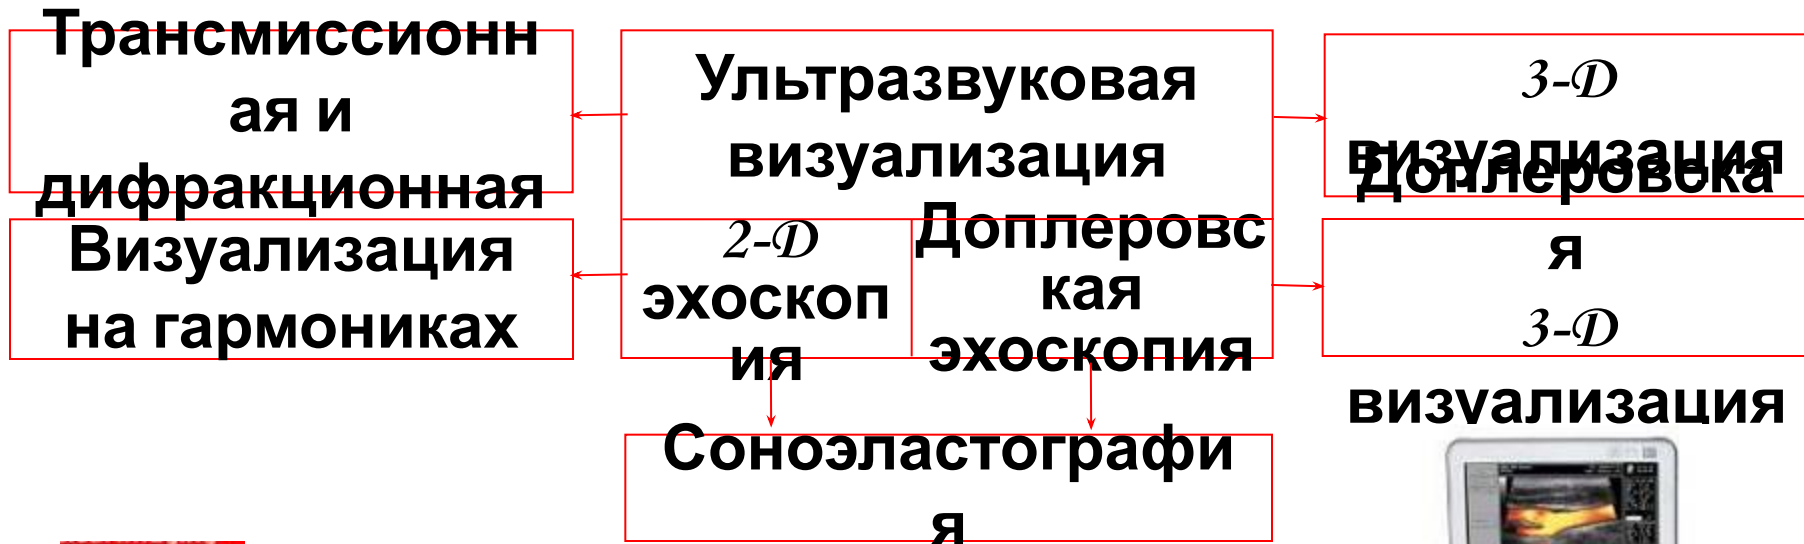 Трансмиссионн
ая и
дифракционная
Ультразвуковая
визуализация
3-D
визуализация
Визуализация
на гармониках
2-D
эхоскоп
ия
Доплеровс
кая
эхоскопия
Доплеровска
я
3-D
визуализация
Соноэластографи
я